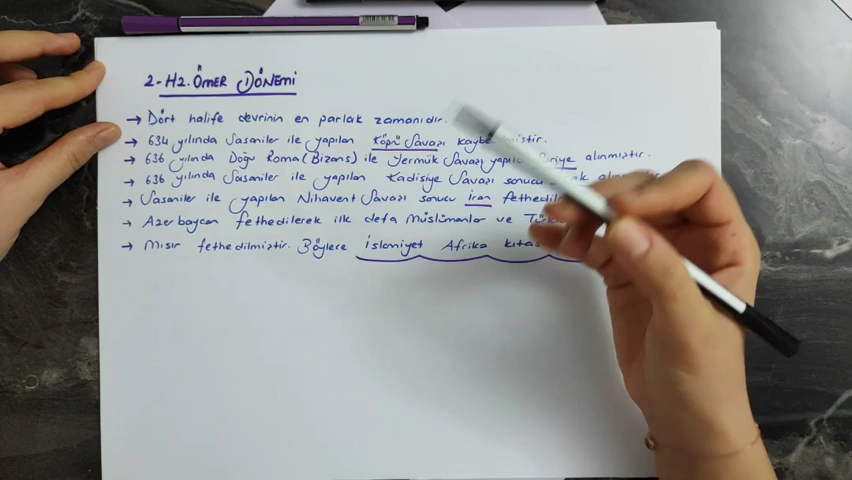 2- HZ. ÖMER DÖNEMİ
→ Dört halife devrinin en parlak zamanıdır.
→ 634 yılında Sasaniler ile yapılan Köprü Savaşı
→ 636 yılında Doğu Roma (Bizans) ile Yermük Savaşı Suriye alınmıştır.
→ 636 yılında Sasaniler ile yapılan Kadisiye Savaşı sonucu
→ Sasaniler ile yapılan Nihavent Savaşı sonucu İran
→ Azerbaycan fethedilerek ilk defa Müslümanlar ve
→ Mısır fethedilmiştir. Böylece İslamiyet Afrika